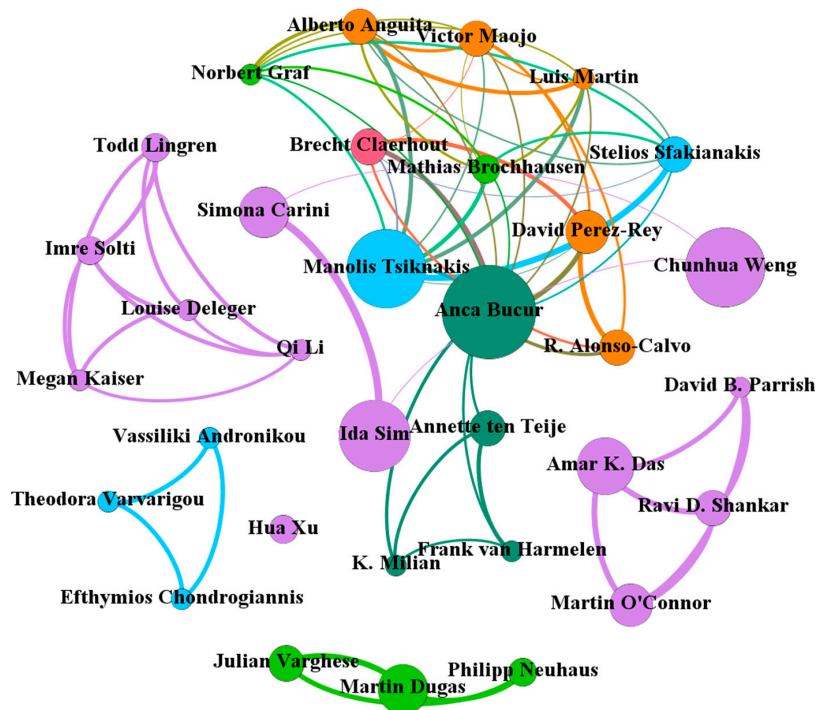 Alberto Anguita
Victor Maojo
Norbert Graf
Luis Martin
Todd Lingren
Brecht Claerhout
Stelios Sfakianakis
Mathias Brochhausen
Simona Carini
David Perez-Rey
Imre Solti
Manolis Tsiknakis
Chunhua Weng
Louise Deleger
Anca Bucur
Qi Li
R. Alonso-Calvo
Megan Kaiser
David B. Parrish
Vassiliki Andronikou
Ida Sim
Annette ten Teije
Amar K. Das
Theodora Varvarigou
Ravi D. Shankar
Hua Xu
Frank van Harmelen
K. Milian
Efthymios Chondrogiannis
Martin O'Connor
Julian Varghese
Philipp Neuhaus
Martin Dugas